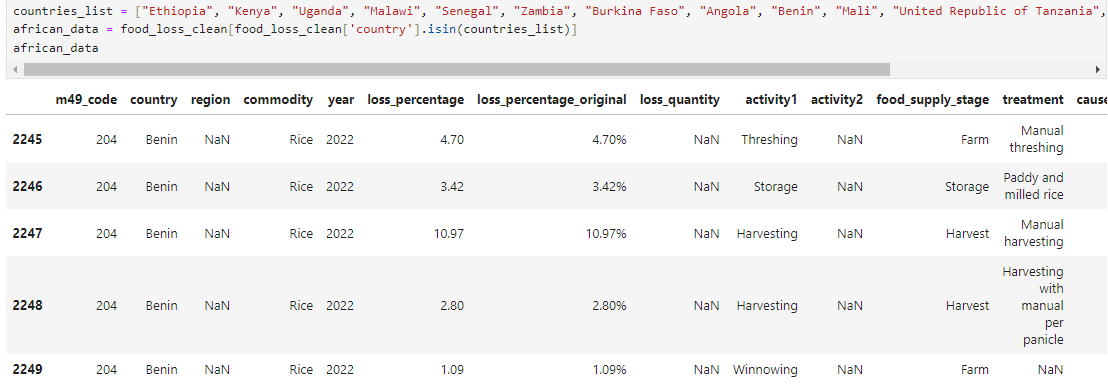 countries_list = ["Ethiopia", "Kenya", "Uganda", "Malawi", "Senegal", "Zambia", "Burkina Faso", "Angola", "Benin", "Mali", "United Republic of Tanzania",
african_data = food_loss_clean[food_loss_clean['country'].isin(countries_list)]
african_data
m49_code country region commodity year loss_percentage loss_percentage_original loss_quantity activity1 activity2 food_supply_stage treatment cause
2245 204 Benin NaN Rice 2022 4.70 4.70% NaN Threshing NaN Farm Manual
threshing
2246 204 Benin NaN Rice 2022 3.42 3.42% NaN Storage NaN Storage Paddy and
milled rice
2247 204 Benin NaN Rice 2022 10.97 10.97% NaN Harvesting NaN Harvest Manual
harvesting
2248 204 Benin NaN Rice 2022 2.80 2.80% NaN Harvesting NaN Harvest Harvesting
with
manual
per
panicle
2249 204 Benin NaN Rice 2022 1.09 1.09% NaN Winnowing NaN Farm NaN